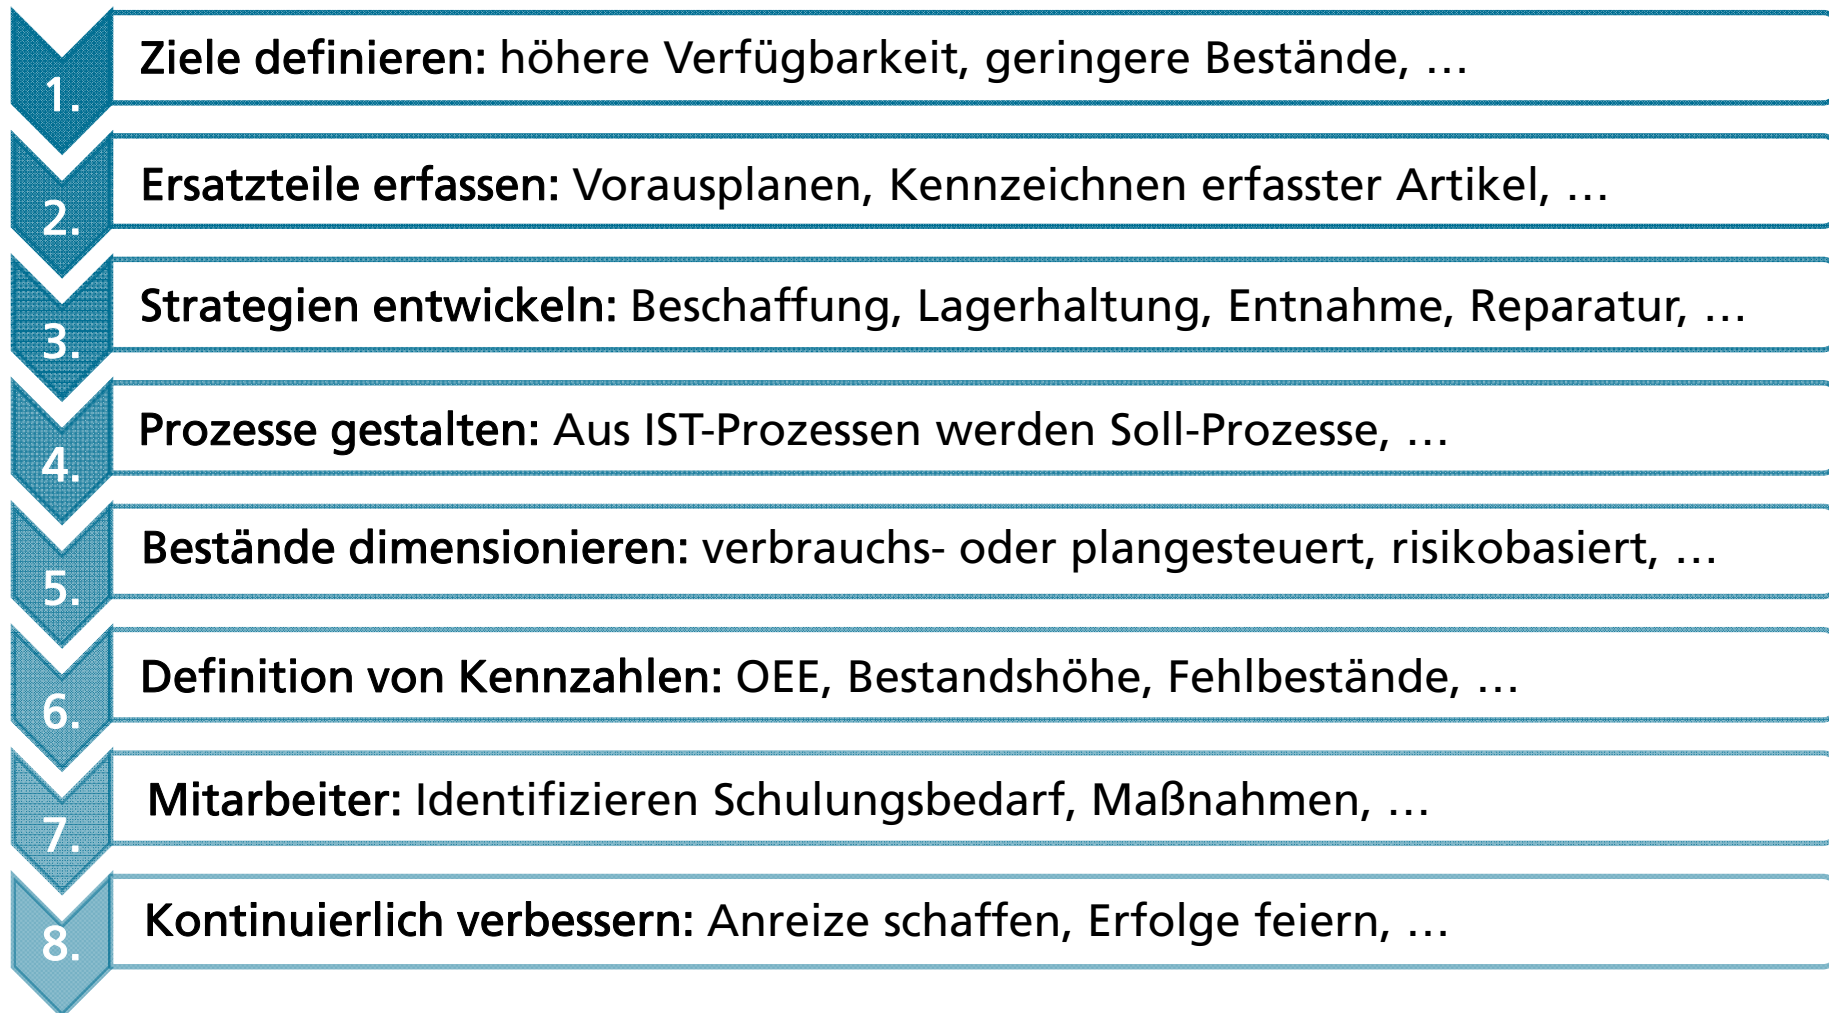 1. Ziele definieren: höhere Verfügbarkeit, geringere Bestände, …
2. Ersatzteile erfassen: Vorausplanen, Kennzeichnen erfasster Artikel, …
3. Strategien entwickeln: Beschaffung, Lagerhaltung, Entnahme, Reparatur, …
4. Prozesse gestalten: Aus IST-Prozessen werden Soll-Prozesse, …
5. Bestände dimensionieren: verbrauchs- oder plangesteuert, risikobasiert, …
6. Definition von Kennzahlen: OEE, Bestandshöhe, Fehlbestände, …
7. Mitarbeiter: Identifizieren Schulungsbedarf, Maßnahmen, …
8. Kontinuierlich verbessern: Anreize schaffen, Erfolge feiern, …